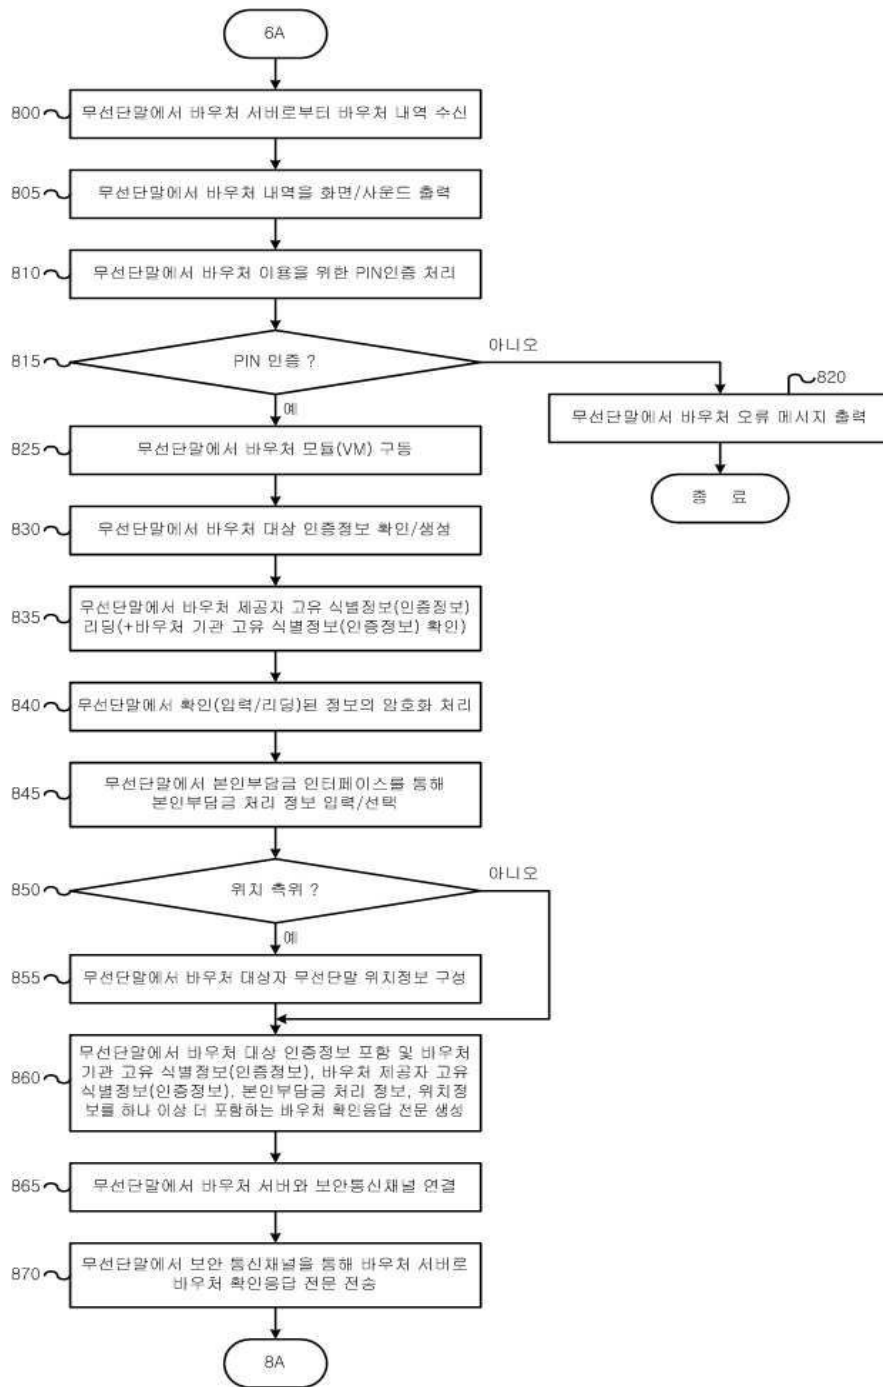 6A
800
무선단말에서 바우처 서버로부터 바우처 내역 수신
805
무선단말에서 바우처 내역을 화면/사운드 출력
810
무선단말에서 바우처 이용을 위한 PIN인증 처리
815
PIN 인증 ?
아니오
예
820
무선단말에서 바우처 오류 메시지 출력
종 료
825
무선단말에서 바우처 모듈(VM) 구동
830
무선단말에서 바우처 대상 인증정보 확인/생성
835
무선단말에서 바우처 제공자 고유 식별정보(인증정보)
리딩(+바우처 기관 고유 식별정보(인증정보) 확인)
840
무선단말에서 확인(입력/리딩)된 정보의 암호화 처리
845
무선단말에서 본인부담금 인터페이스를 통해
본인부담금 처리 정보 입력/선택
850
위치 측위 ?
아니오
예
855
무선단말에서 바우처 대상자 무선단말 위치정보 구성
860
무선단말에서 바우처 대상 인증정보 포함 및 바우처
기관 고유 식별정보(인증정보), 바우처 제공자 고유
식별정보(인증정보), 본인부담금 처리 정보, 위치정
보를 하나 이상 더 포함하는 바우처 확인응답 전문 생성
865
무선단말에서 바우처 서버와 보안통신채널 연결
870
무선단말에서 보안 통신채널을 통해 바우처 서버로
바우처 확인응답 전문 전송
8A